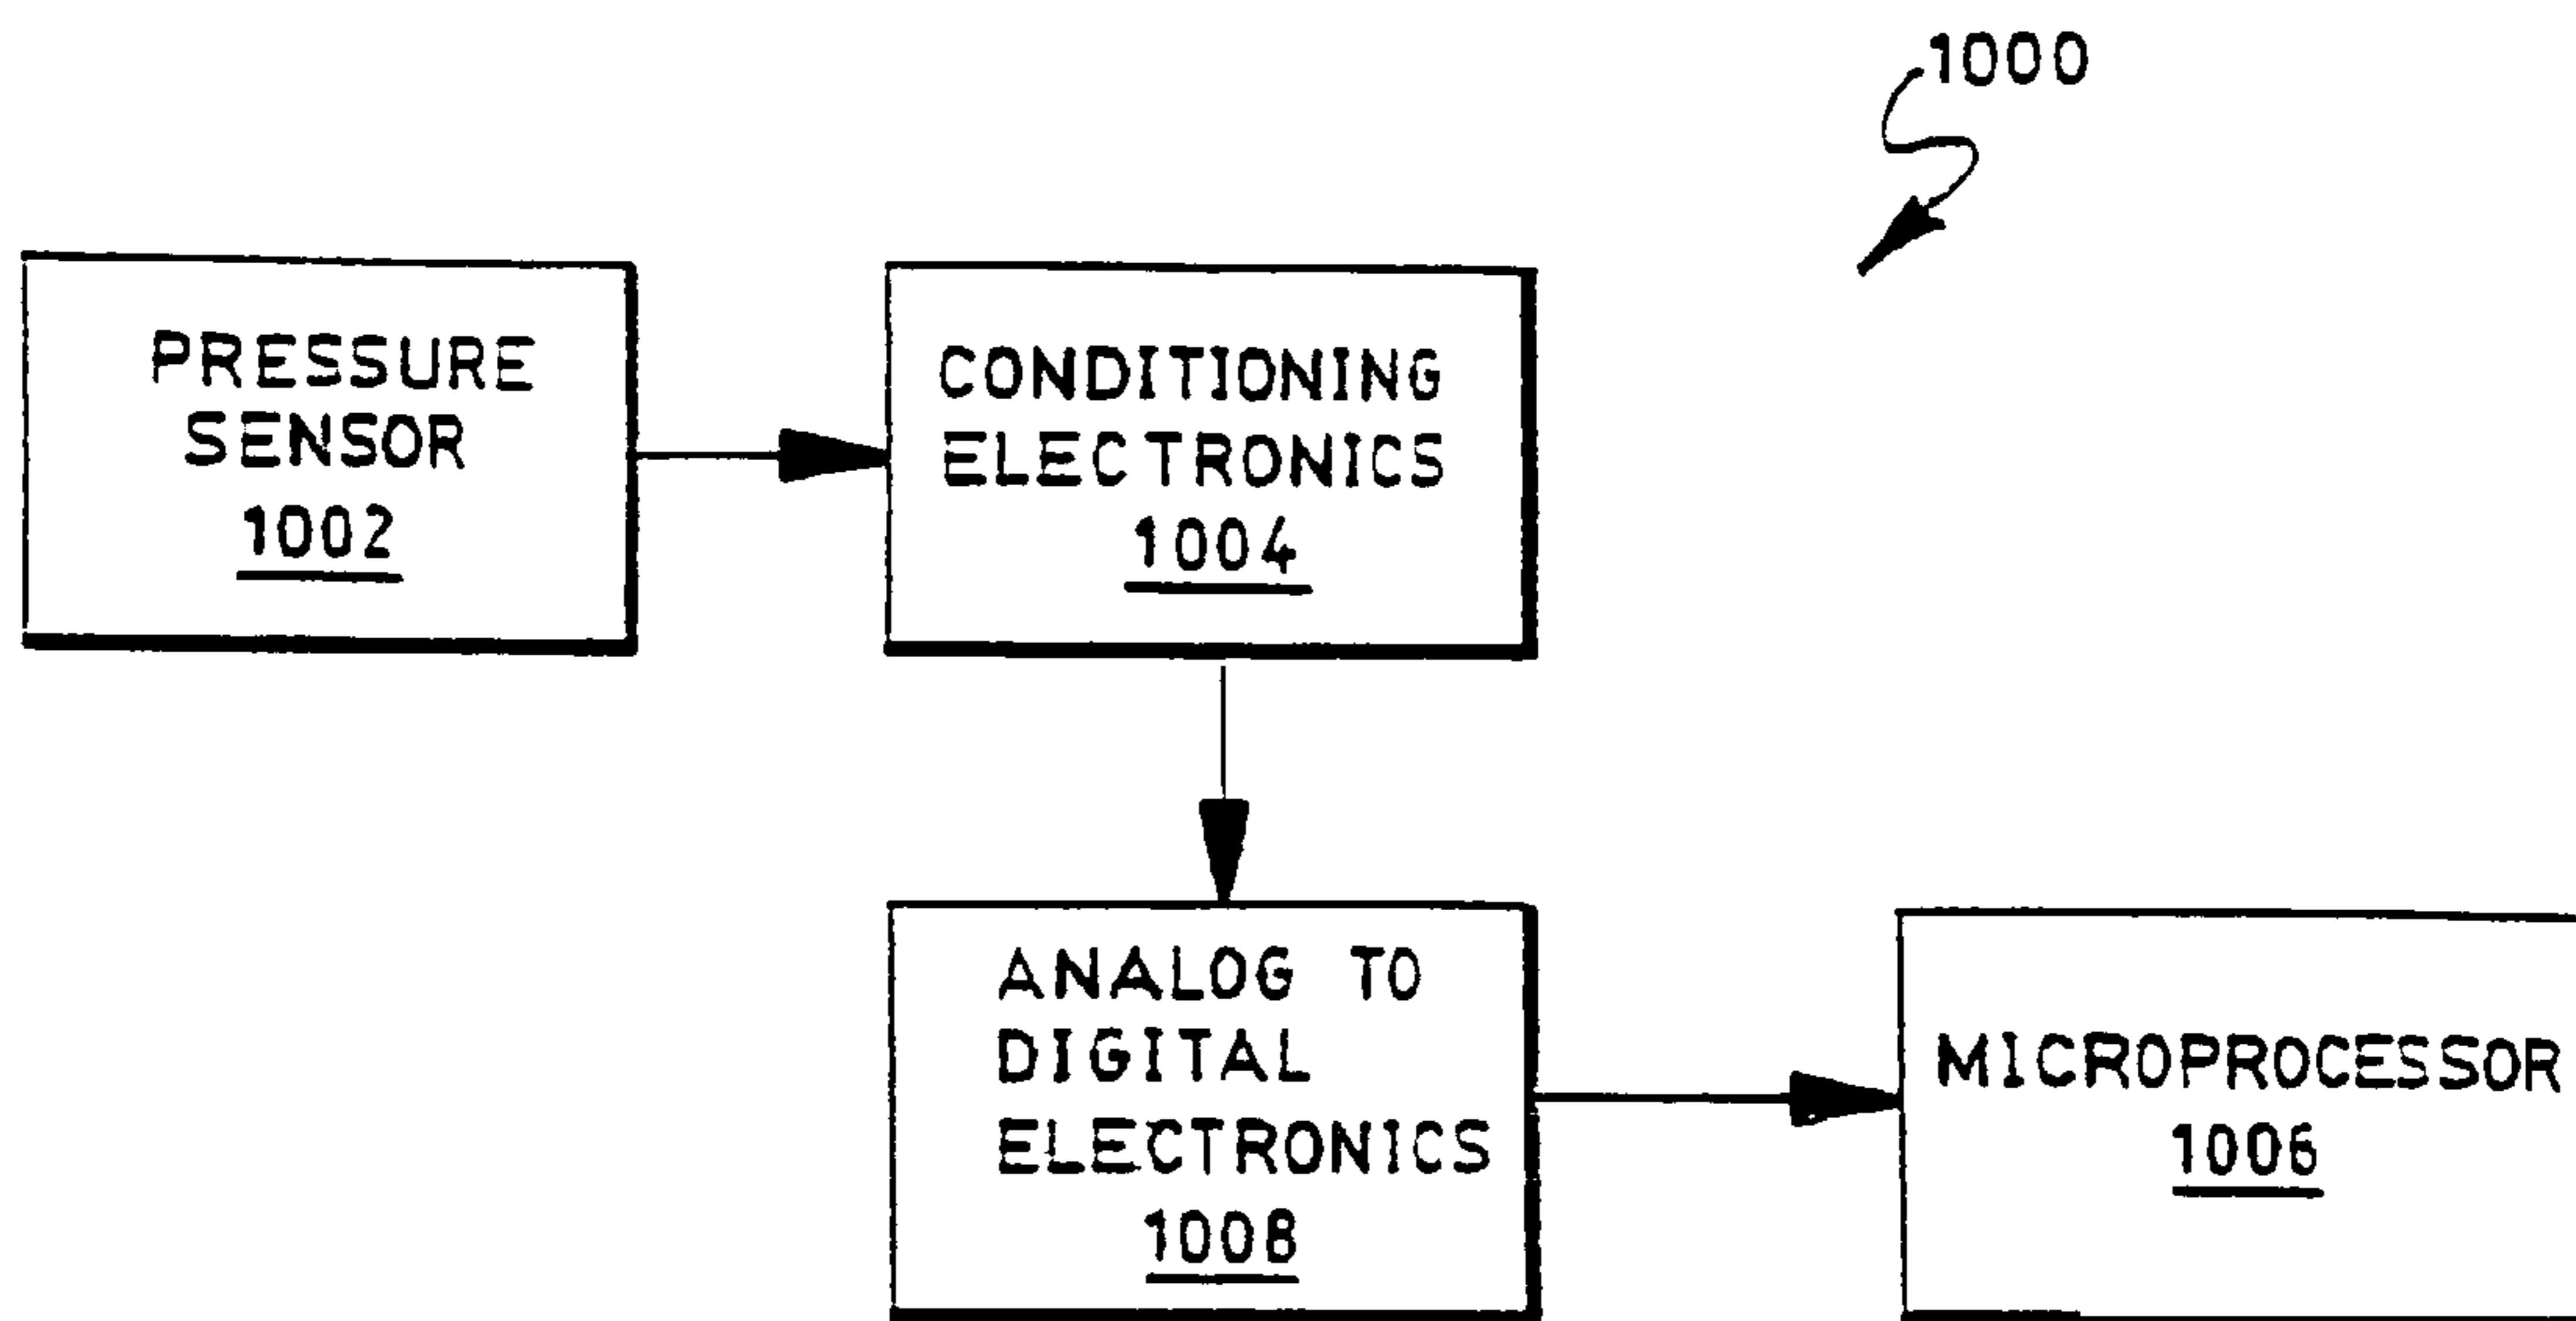 1000
PRESSURE
SENSOR
1002
CONDITIONING
ELECTRONICS
1004
ANALOG TO
DIGITAL
ELECTRONICS
1008
MICROPROCESSOR
1006